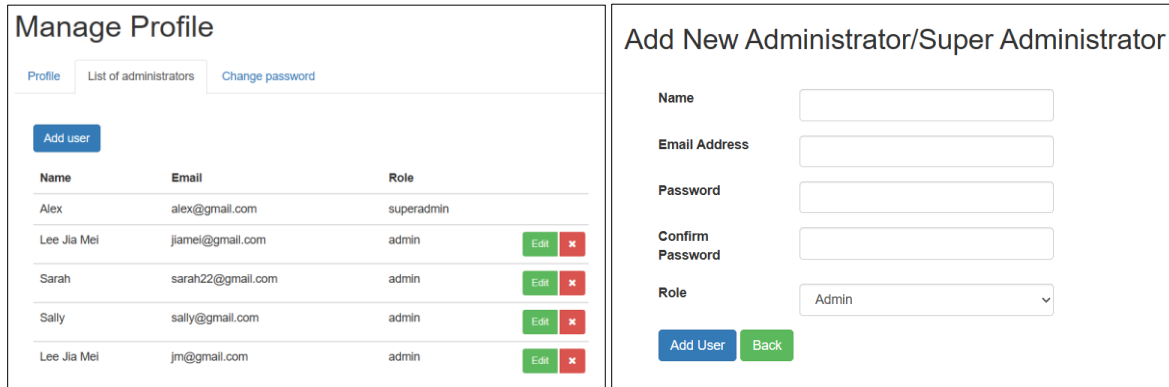 Manage Profile
Profile List of administrators Change password
Add user
Name Email Role
Alex alex@gmail.com superadmin
Lee Jia Mei jiamei@gmail.com admin Edit ✖
Sarah sarah22@gmail.com admin Edit ✖
Sally sally@gmail.com admin Edit ✖
Lee Jia Mei jm@gmail.com admin Edit ✖
Add New Administrator/Super Administrator
Name
Email Address
Password
Confirm
Password
Role Admin
Add User Back